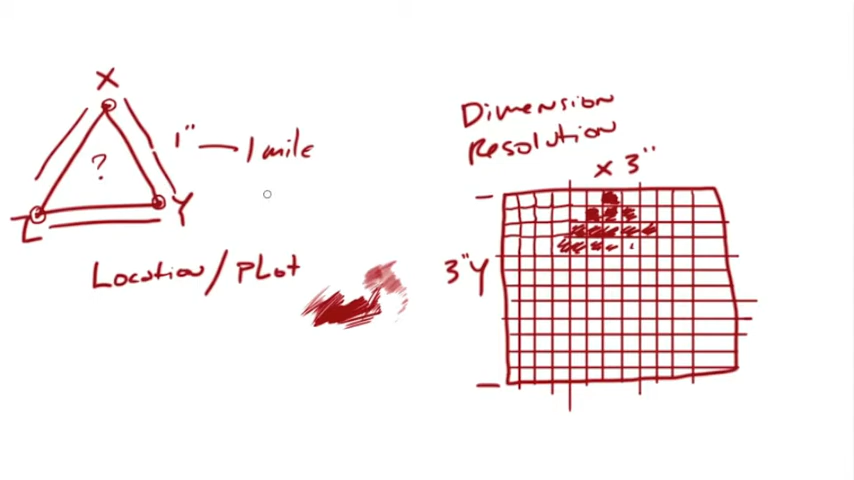 X
?
1" — 1 mile
Z
Y
Location/PLot
Dimension
Resolution
X 3"
3" Y